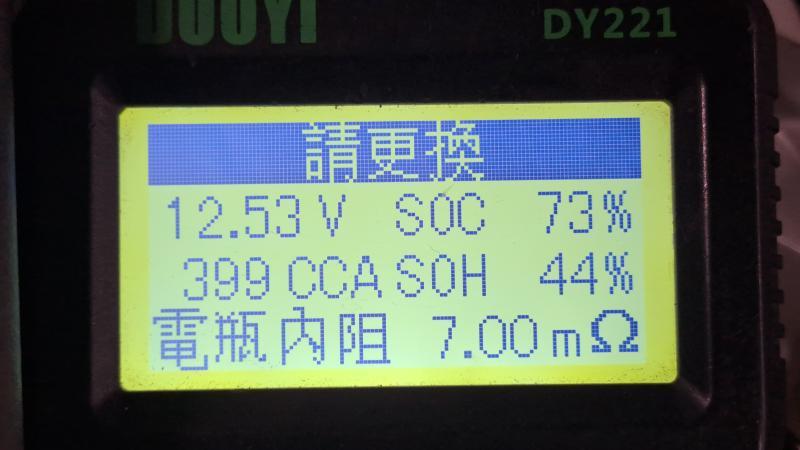 DUOYI DY221
請更換
12.53 V SOC 73%
399 CCA SOH 44%
電瓶內阻 7.00 mΩ